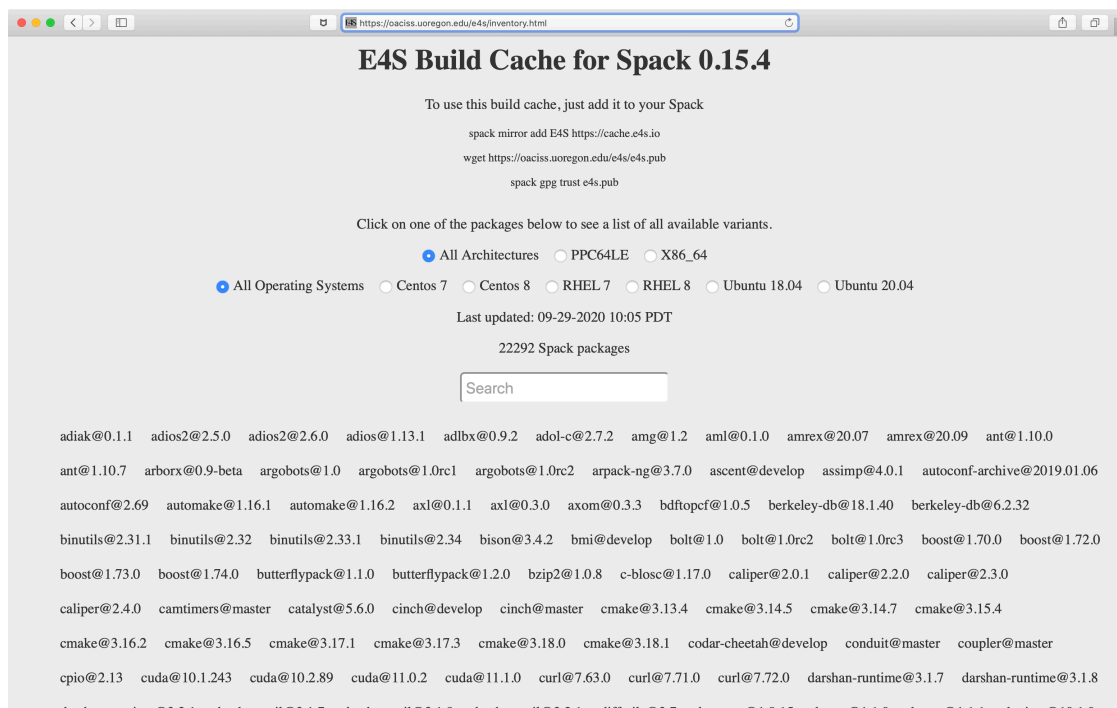 https://oaciss.uoregon.edu/e4s/inventory.html
E4S Build Cache for Spack 0.15.4
To use this build cache, just add it to your Spack
spack mirror add E4S https://cache.e4s.io
wget https://oaciss.uoregon.edu/e4s/e4s.pub
spack gpg trust e4s.pub
Click on one of the packages below to see a list of all available variants.
All Architectures PPC64LE X86_64
All Operating Systems Centos 7 Centos 8 RHEL 7 RHEL 8 Ubuntu 18.04 Ubuntu 20.04
Last updated: 09-29-2020 10:05 PDT
22292 Spack packages
Search
adiak@0.1.1 adios2@2.5.0 adios2@2.6.0 adios@1.13.1 adlbx@0.9.2 adol-c@2.7.2 amg@1.2 aml@0.1.0 amrex@20.07 amrex@20.09 ant@1.10.0
ant@1.10.7 arborx@0.9-beta argobots@1.0 argobots@1.0rc1 argobots@1.0rc2 arpack-ng@3.7.0 ascent@develop assimp@4.0.1 autoconf-archive@2019.01.06
autoconf@2.69 automake@1.16.1 automake@1.16.2 axl@0.1.1 axl@0.3.0 axom@0.3.3 bdftopcf@1.0.5 berkeley-db@18.1.40 berkeley-db@6.2.32
binutils@2.31.1 binutils@2.32 binutils@2.33.1 binutils@2.34 bison@3.4.2 bmi@develop bolt@1.0 bolt@1.0rc2 bolt@1.0rc3 boost@1.70.0 boost@1.72.0
boost@1.73.0 boost@1.74.0 butterflypack@1.1.0 butterflypack@1.2.0 bzip2@1.0.8 c-blosc@1.17.0 caliper@2.0.1 caliper@2.2.0 caliper@2.3.0
caliper@2.4.0 camtimers@master catalyst@5.6.0 cinch@develop cinch@master cmake@3.13.4 cmake@3.14.5 cmake@3.14.7 cmake@3.15.4
cmake@3.16.2 cmake@3.16.5 cmake@3.17.1 cmake@3.17.3 cmake@3.18.0 cmake@3.18.1 codar-cheetah@develop conduit@master coupler@master
cpio@2.13 cuda@10.1.243 cuda@10.2.89 cuda@11.0.2 cuda@11.1.0 curl@7.63.0 curl@7.71.0 curl@7.72.0 darshan-runtime@3.1.7 darshan-runtime@3.1.8